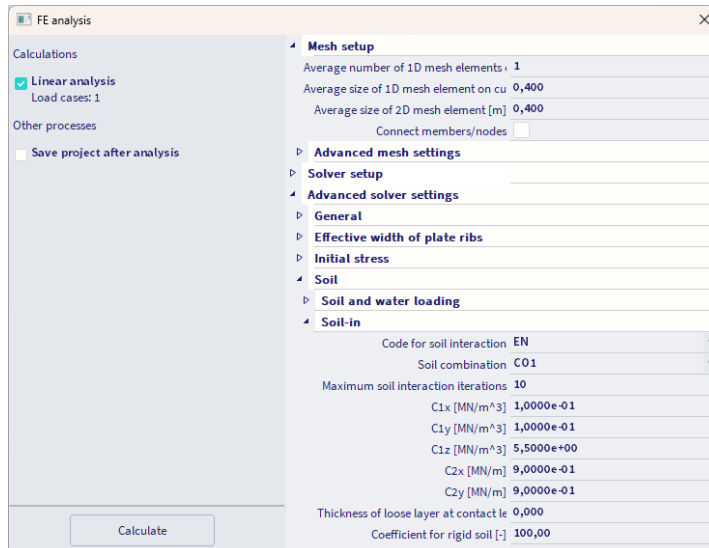 FE analysis
Calculations
Linear analysis
Load cases: 1
Other processes
Save project after analysis
Calculate
Mesh setup
Average number of 1D mesh elements 1
Average size of 1D mesh element on cu 0,400
Average size of 2D mesh element [m] 0,400
Connect members/nodes
Advanced mesh settings
Solver setup
Advanced solver settings
General
Effective width of plate ribs
Initial stress
Soil
Soil and water loading
Soil-in
Code for soil interaction EN
Soil combination CO1
Maximum soil interaction iterations 10
C1x [MN/m^3] 1,0000e-01
C1y [MN/m^3] 1,0000e-01
C1z [MN/m^3] 5,5000e+00
C2x [MN/m] 9,0000e-01
C2y [MN/m] 9,0000e-01
Thickness of loose layer at contact le 0,000
Coefficient for rigid soil [-] 100,00